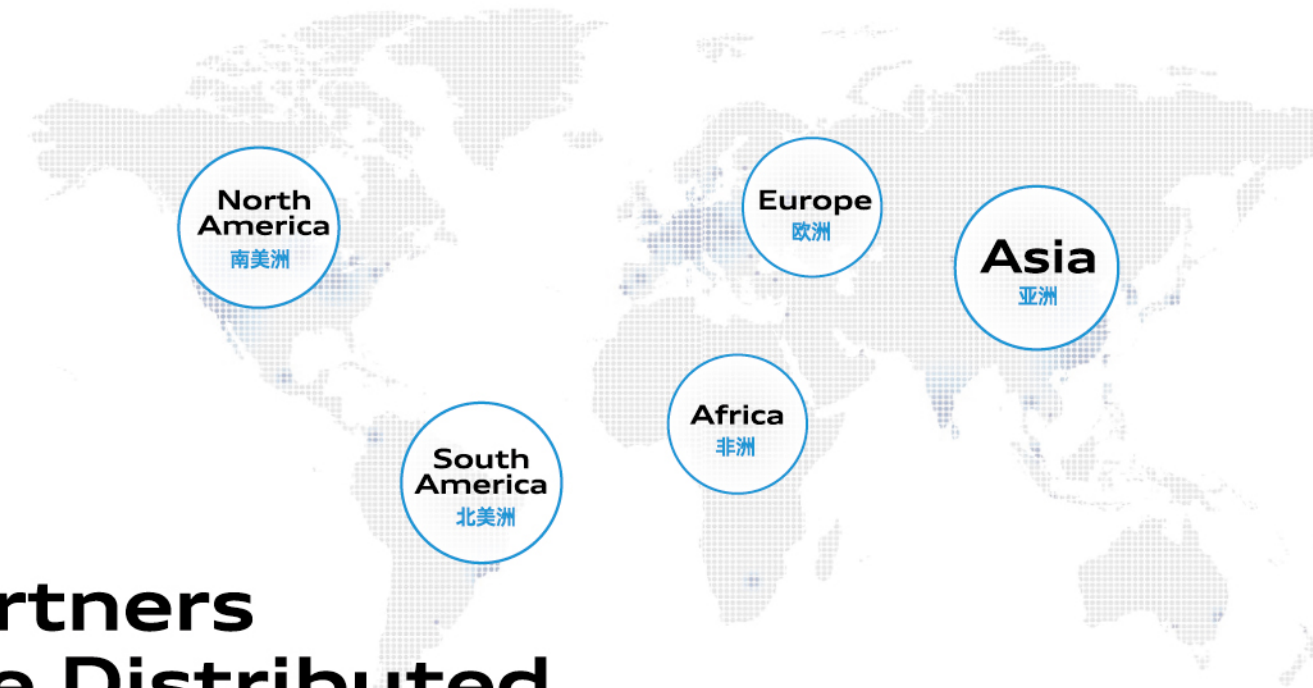 North
America
南美洲
Europe
欧洲
Asia
亚洲
Africa
非洲
South
America
北美洲
rtners
e Distributed